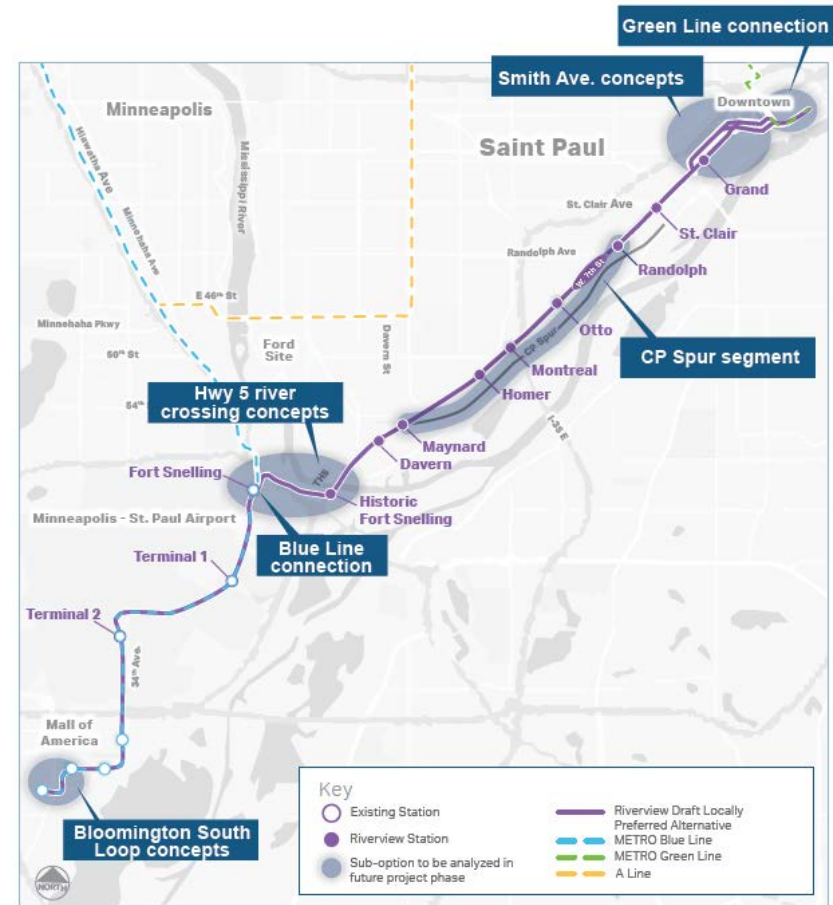 Green Line connection
Smith Ave. concepts
Downtown
Minneapolis
Saint Paul
Hiawatha Ave
Minnehaha Ave
Mississippi River
Grand
St. Clair Ave
St. Clair
Randolph Ave
Randolph
W. 7th St
E 46th St
Otto
Minnehaha Pkwy
Ford
Site
Davern St
CP Spur
Montreal
CP Spur segment
50th St
Homer
54th
Hwy 5 river
crossing concepts
I-35 E
Maynard
Davern
Fort Snelling
TH5
Historic
Fort Snelling
Minneapolis - St. Paul Airport
Blue Line
connection
Terminal 1
Terminal 2
34th Ave.
Mall of
America
Bloomington South
Loop concepts
Key
Existing Station
Riverview Station
Sub-option to be analyzed in
future project phase
Riverview Draft Locally
Preferred Alternative
METRO Blue Line
METRO Green Line
A Line
NORTH